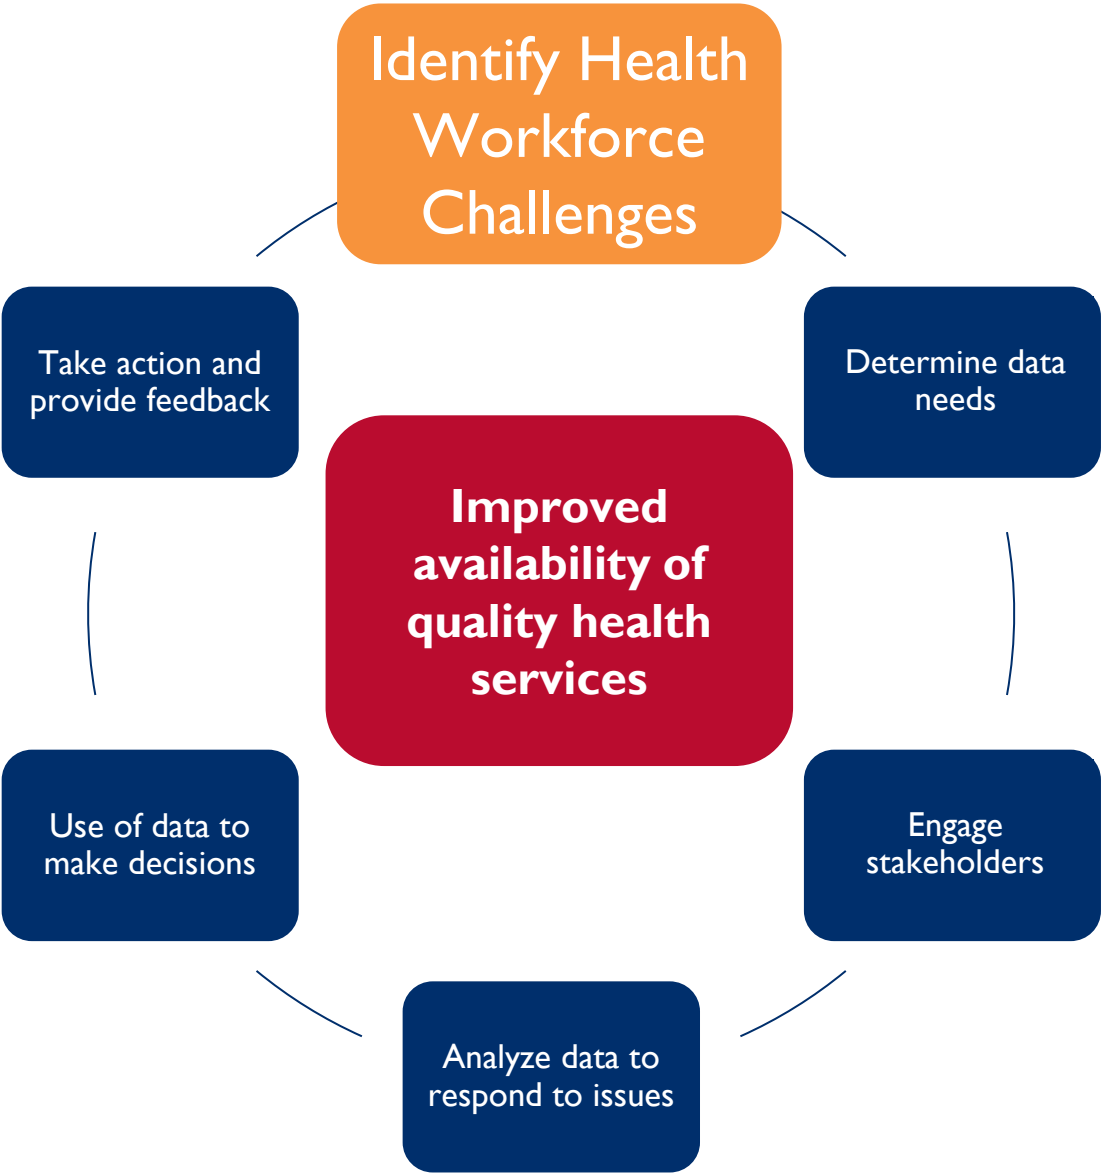 Identify Health
Workforce
Challenges
Take action and
provide feedback
Determine data
needs
Improved
availability of
quality health
services
Use of data to
make decisions
Engage
stakeholders
Analyze data to
respond to issues